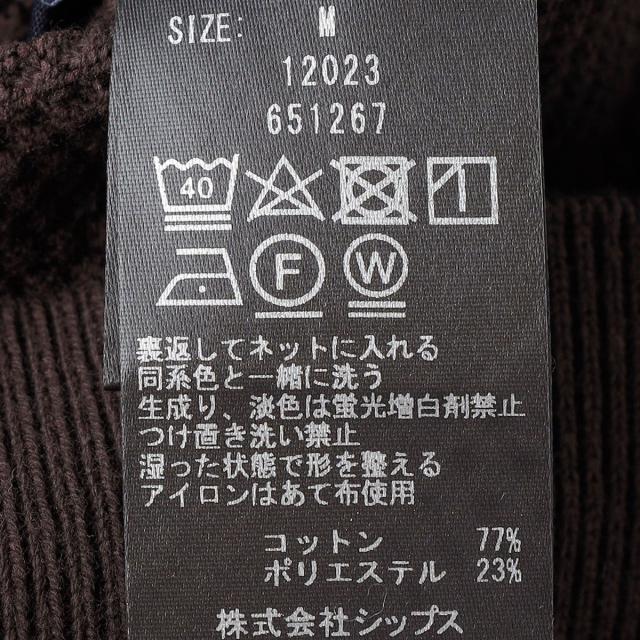 SIZE: M
12023
651267
40
F W
裏返してネットに入れる
同系色と一緒に洗う
生成り、淡色は蛍光増白剤禁止
つけ置き洗い禁止
湿った状態で形を整える
アイロンはあて布使用
コットン 77%
ポリエステル 23%
株式会社シップス